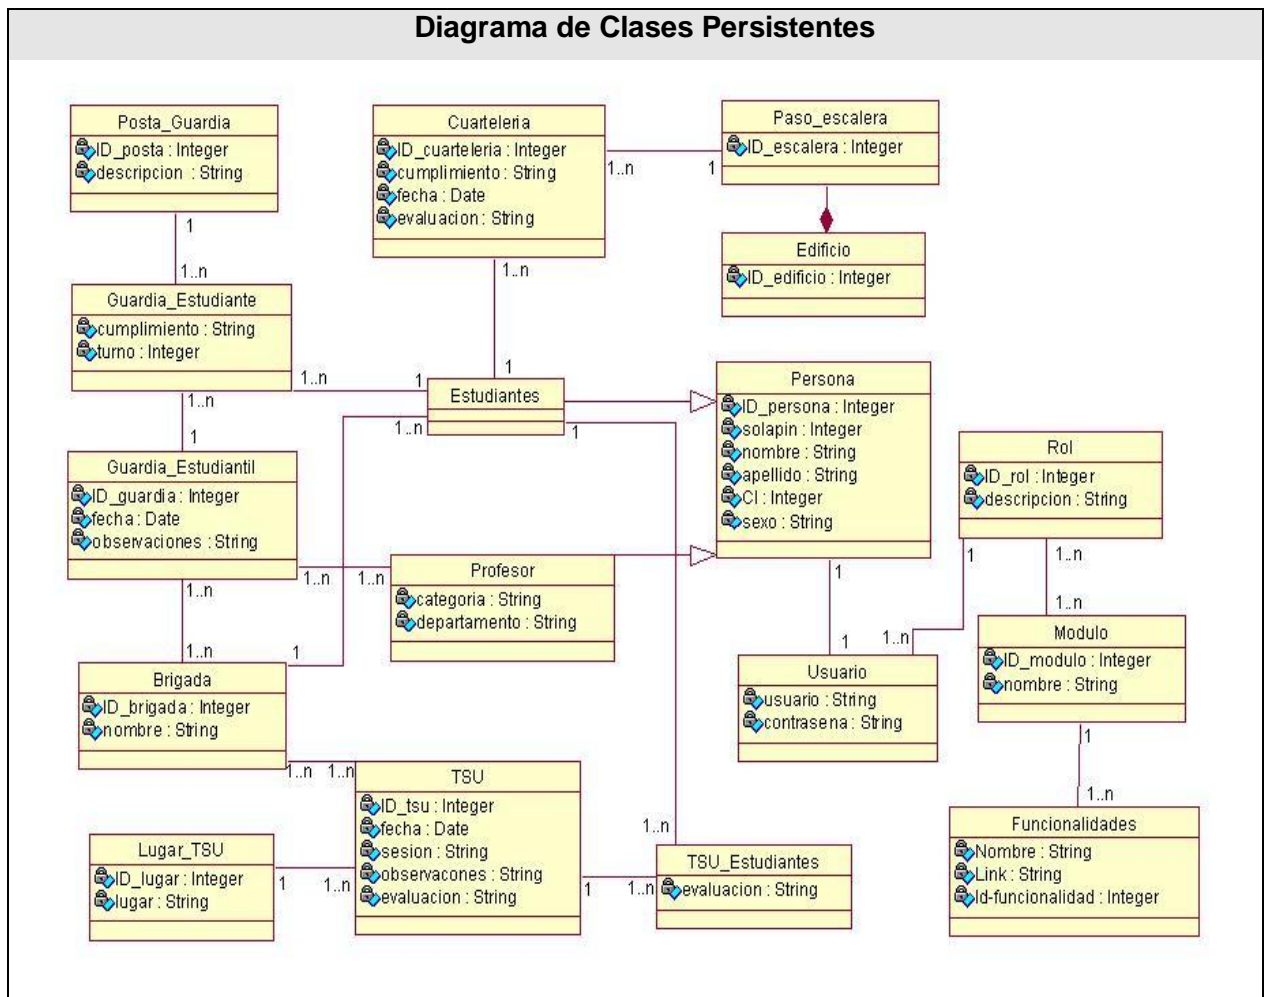 Diagrama de Clases Persistentes
Posta_Guardia
ID_posta : Integer
descripcion : String
1
1..n
Guardia_Estudiante
cumplimiento : String
turno : Integer
1..n
1
1..n
1
Guardia_Estudiantil
ID_guardia : Integer
fecha : Date
observaciones : String
1..n
1..n
1..n
1..n
Brigada
ID_brigada : Integer
nombre : String
1
1..n
1..n
1..n
Cuarteleria
ID_cuarteleria : Integer
cumplimiento : String
fecha : Date
evaluacion : String
1..n
1
1..n
1
Paso_escalera
ID_escalera : Integer
Edificio
ID_edificio : Integer
Estudiantes
1
Persona
ID_persona : Integer
solapin : Integer
nombre : String
apellido : String
CI : Integer
sexo : String
1
1
Profesor
categoria : String
departamento : String
Rol
ID_rol : Integer
descripcion : String
1
1..n
1..n
1..n
Usuario
usuario : String
contrasena : String
Modulo
ID_modulo : Integer
nombre : String
1
1..n
Funcionalidades
Nombre : String
Link : String
Id-funcionalidad : Integer
TSU
ID_tsu : Integer
fecha : Date
sesion : String
observacones : String
evaluacion : String
Lugar_TSU
ID_lugar : Integer
lugar : String
1
1..n
1
1..n
1..n
TSU_Estudiantes
evaluacion : String